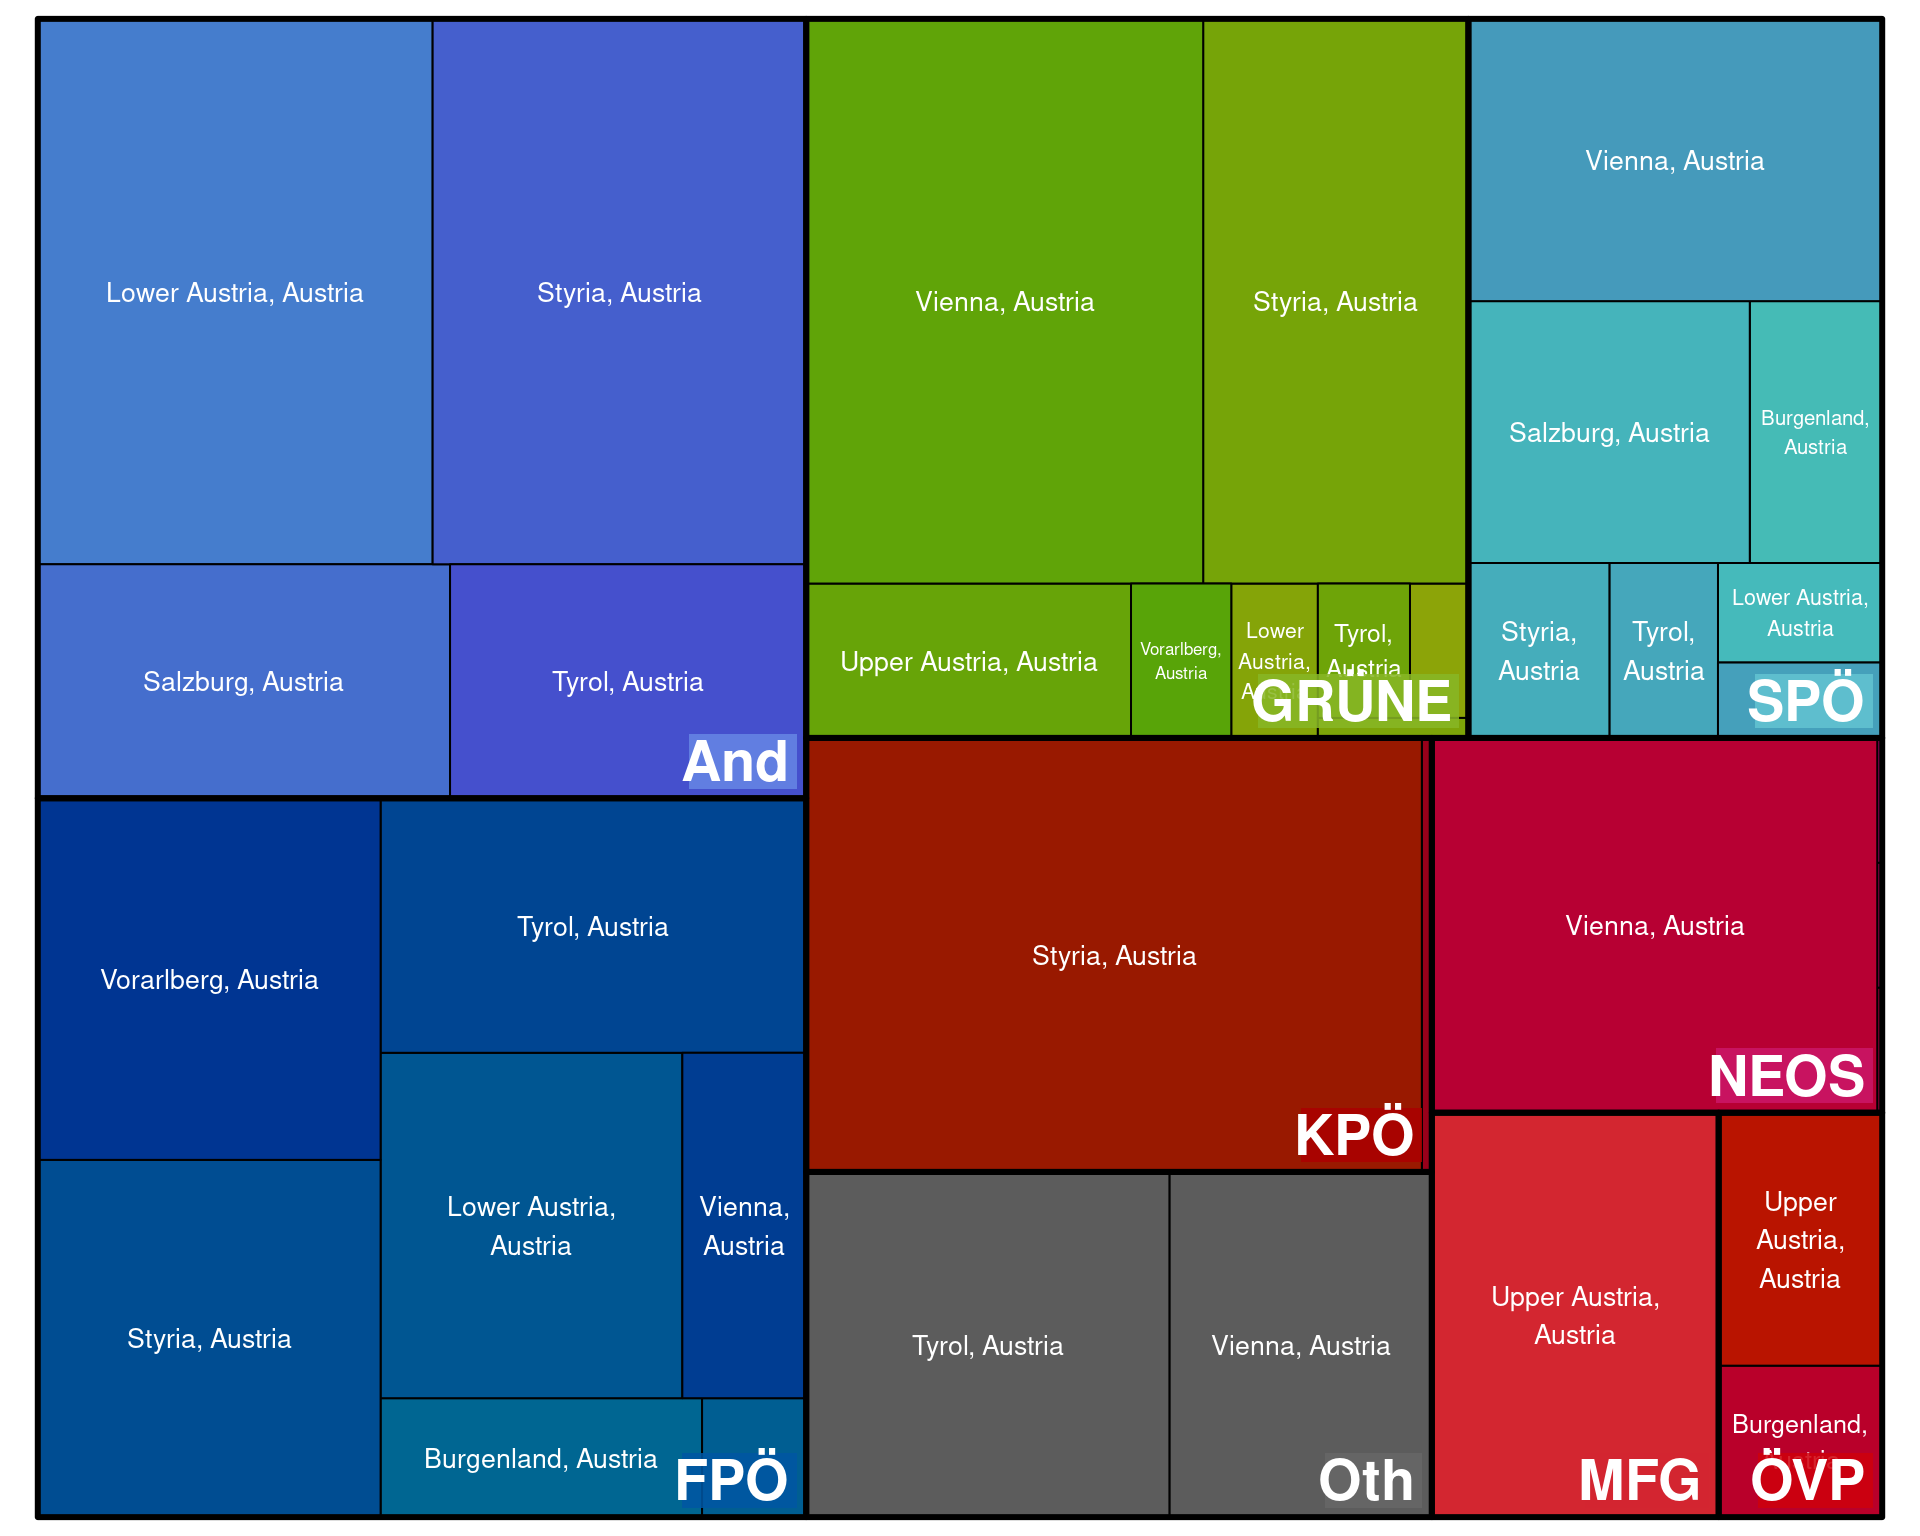 Lower Austria, Austria
Styria, Austria
Salzburg, Austria
Tyrol, Austria
And
Vienna, Austria
Styria, Austria
Upper Austria, Austria
Vorarlberg,
Austria
Lower
Austria,
Tyrol,
Austria
GRÜNE
Vienna, Austria
Salzburg, Austria
Burgenland,
Austria
Styria,
Austria
Tyrol,
Austria
Lower Austria,
Austria
SPÖ
Vorarlberg, Austria
Tyrol, Austria
Styria, Austria
Lower Austria,
Austria
Vienna,
Austria
Burgenland, Austria
FPÖ
Styria, Austria
KPÖ
Vienna, Austria
NEOS
Tyrol, Austria
Vienna, Austria
Oth
Upper Austria,
Austria
MFG
Upper
Austria,
Austria
Burgenland,
ÖVP